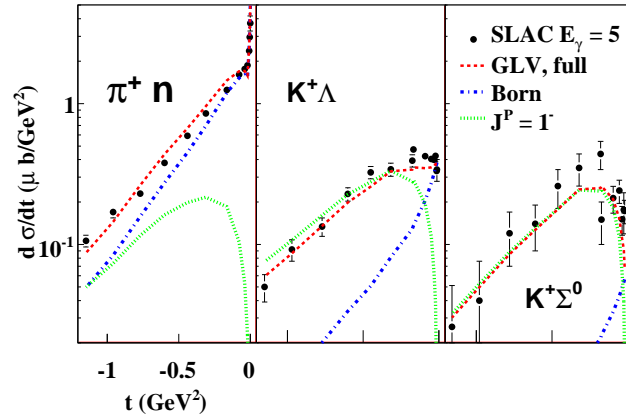 d σ/dt (μ b/GeV²)
1
10⁻¹
π⁺ n
K⁺Λ
K⁺Σ⁰
SLAC E_γ = 5
GLV, full
Born
J^P = 1⁻
-1 -0.5 0
t (GeV²)